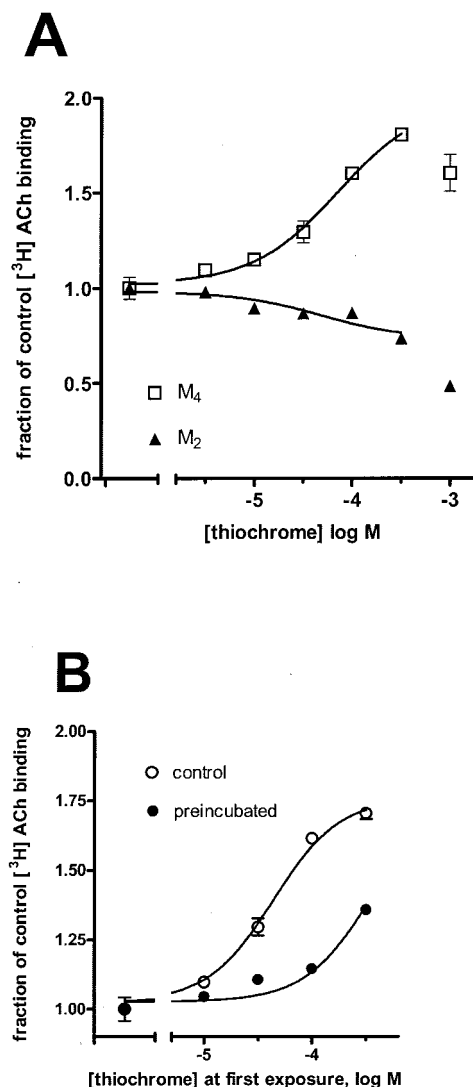 A
fraction of control [³H] ACh binding
2.0
1.5
1.0
0.5
0.0
M₄
M₂
-5
-4
-3
[thiochrome] log M
B
fraction of control [³H] ACh binding
2.00
1.75
1.50
1.25
1.00
control
preincubated
-5
-4
[thiochrome] at first exposure, log M